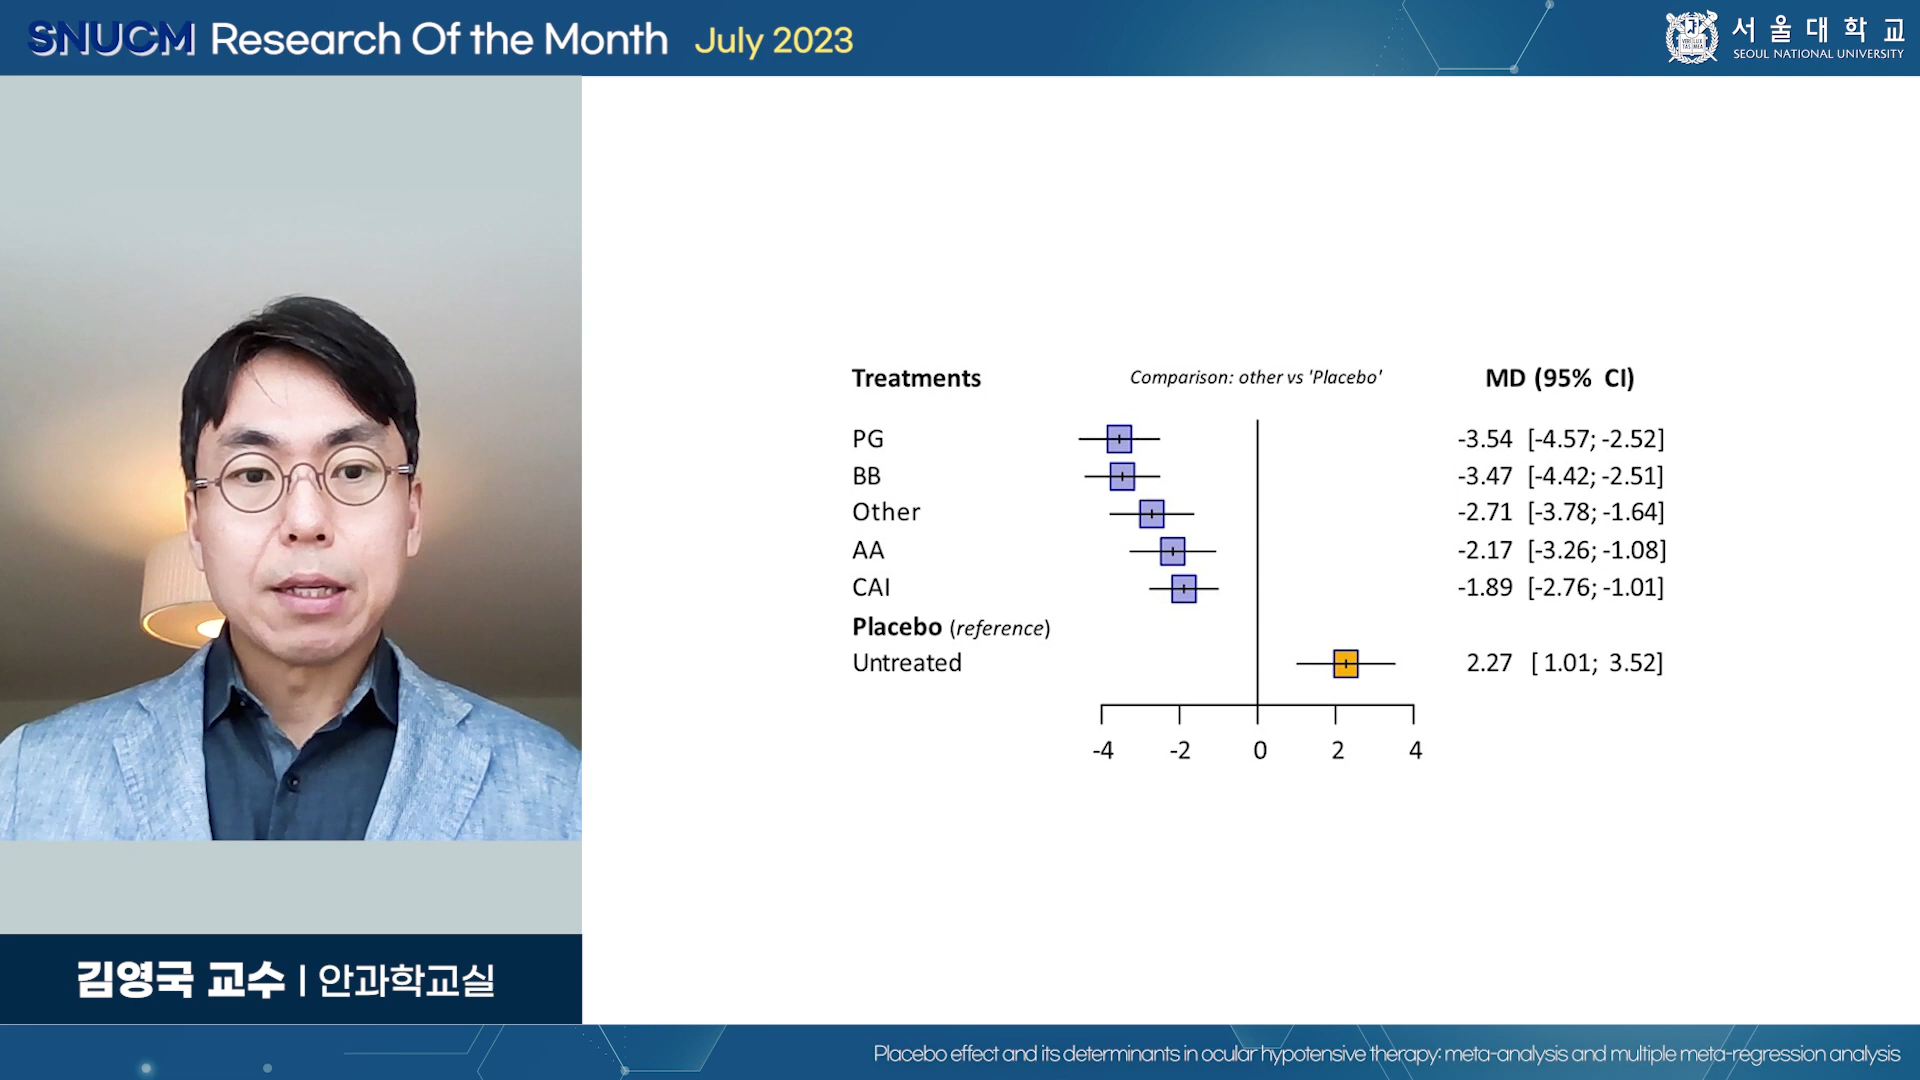 SNUCM Research Of the Month July 2023
서울대학교
SEOUL NATIONAL UNIVERSITY
Treatments Comparison: other vs 'Placebo' MD (95% CI)
PG -3.54 [-4.57; -2.52]
BB -3.47 [-4.42; -2.51]
Other -2.71 [-3.78; -1.64]
AA -2.17 [-3.26; -1.08]
CAI -1.89 [-2.76; -1.01]
Placebo (reference)
Untreated 2.27 [ 1.01; 3.52]
-4 -2 0 2 4
김영국 교수 | 안과학교실
Placebo effect and its determinants in ocular hypotensive therapy: meta-analysis and multiple meta-regression analysis